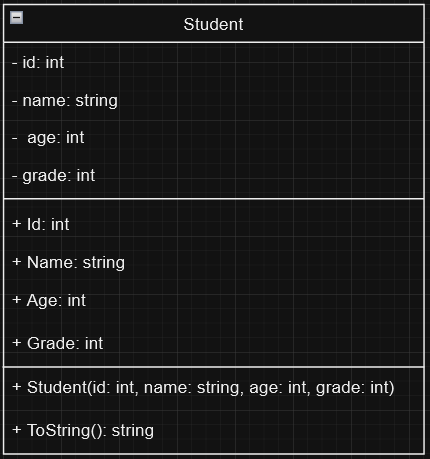 Student
- id: int
- name: string
- age: int
- grade: int
+ Id: int
+ Name: string
+ Age: int
+ Grade: int
+ Student(id: int, name: string, age: int, grade: int)
+ ToString(): string